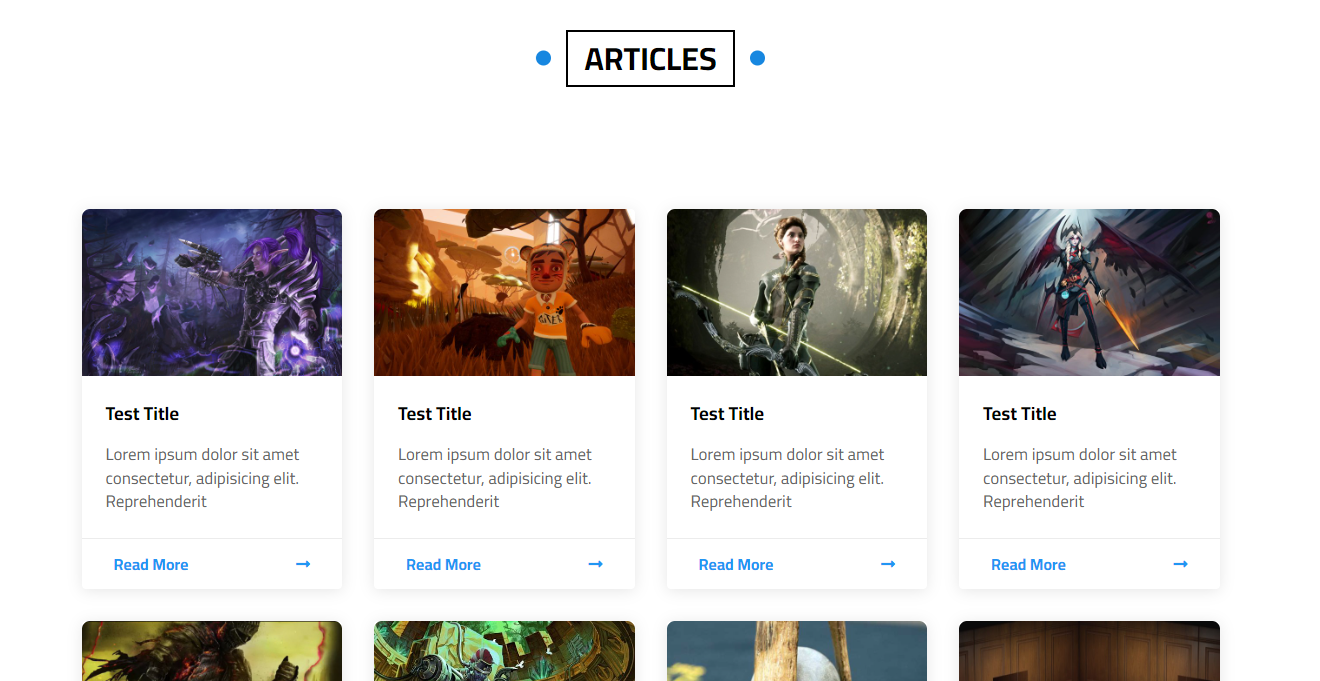 ARTICLES
Test Title
Lorem ipsum dolor sit amet
consectetur, adipisicing elit.
Reprehenderit
Read More
Test Title
Lorem ipsum dolor sit amet
consectetur, adipisicing elit.
Reprehenderit
Read More
Test Title
Lorem ipsum dolor sit amet
consectetur, adipisicing elit.
Reprehenderit
Read More
Test Title
Lorem ipsum dolor sit amet
consectetur, adipisicing elit.
Reprehenderit
Read More